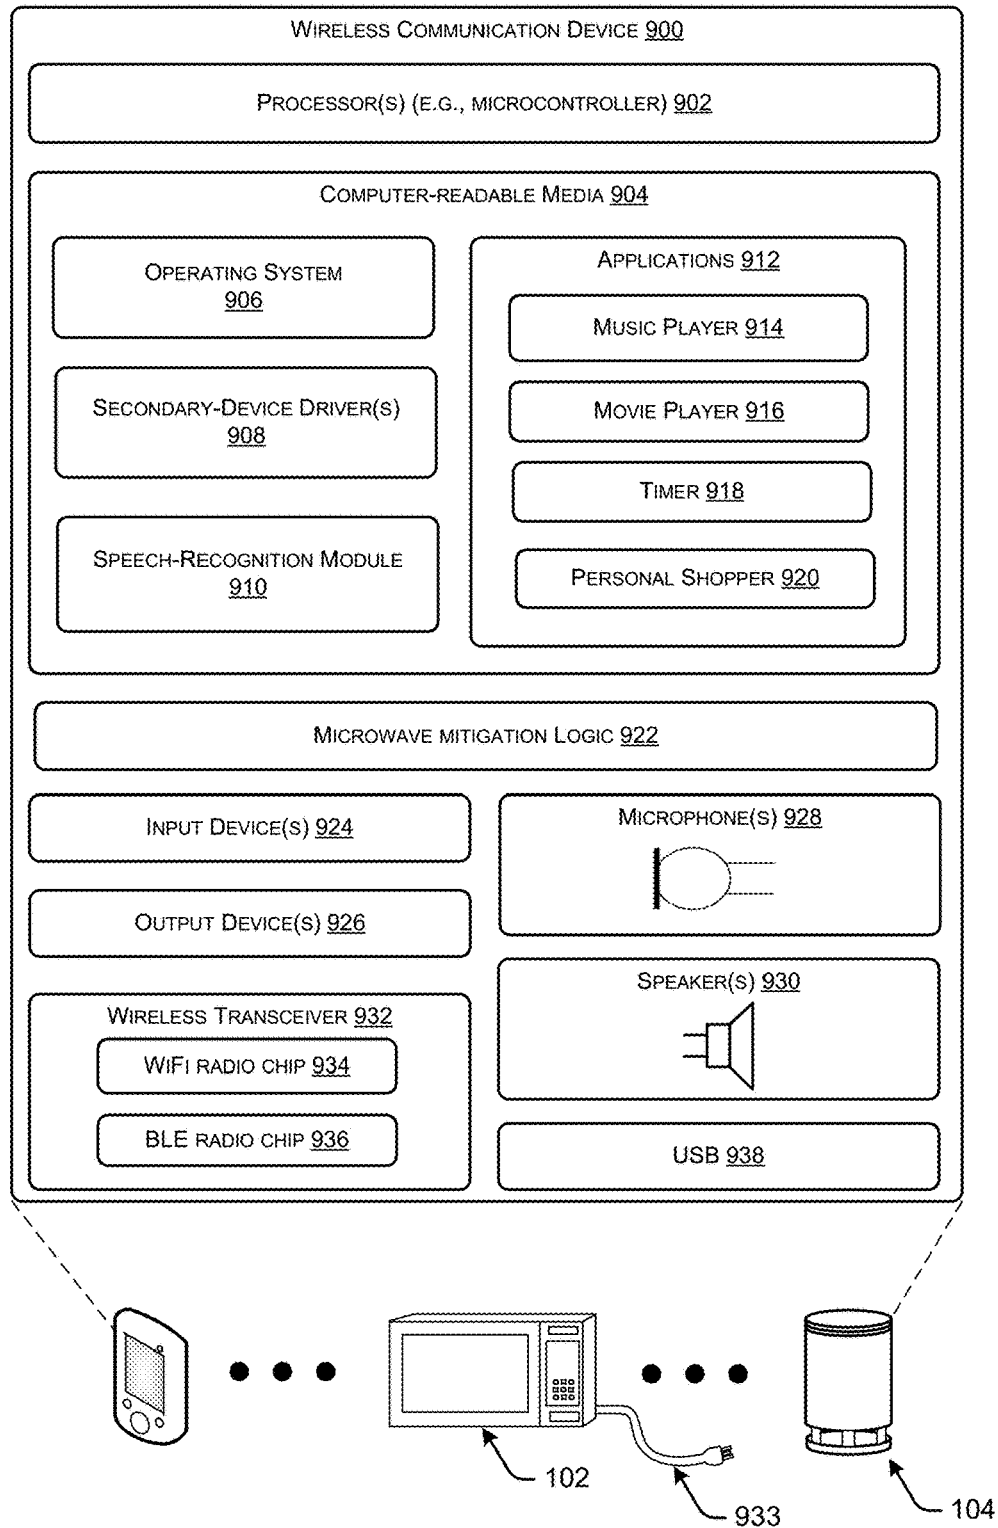 WIRELESS COMMUNICATION DEVICE 900
PROCESSOR(S) (E.G., MICROCONTROLLER) 902
COMPUTER-READABLE MEDIA 904
OPERATING SYSTEM
906
SECONDARY-DEVICE DRIVER(S)
908
SPEECH-RECOGNITION MODULE
910
APPLICATIONS 912
MUSIC PLAYER 914
MOVIE PLAYER 916
TIMER 918
PERSONAL SHOPPER 920
MICROWAVE MITIGATION LOGIC 922
INPUT DEVICE(S) 924
OUTPUT DEVICE(S) 926
WIRELESS TRANSCEIVER 932
WIFI RADIO CHIP 934
BLE RADIO CHIP 936
MICROPHONE(S) 928
SPEAKER(S) 930
USB 938
102
933
104